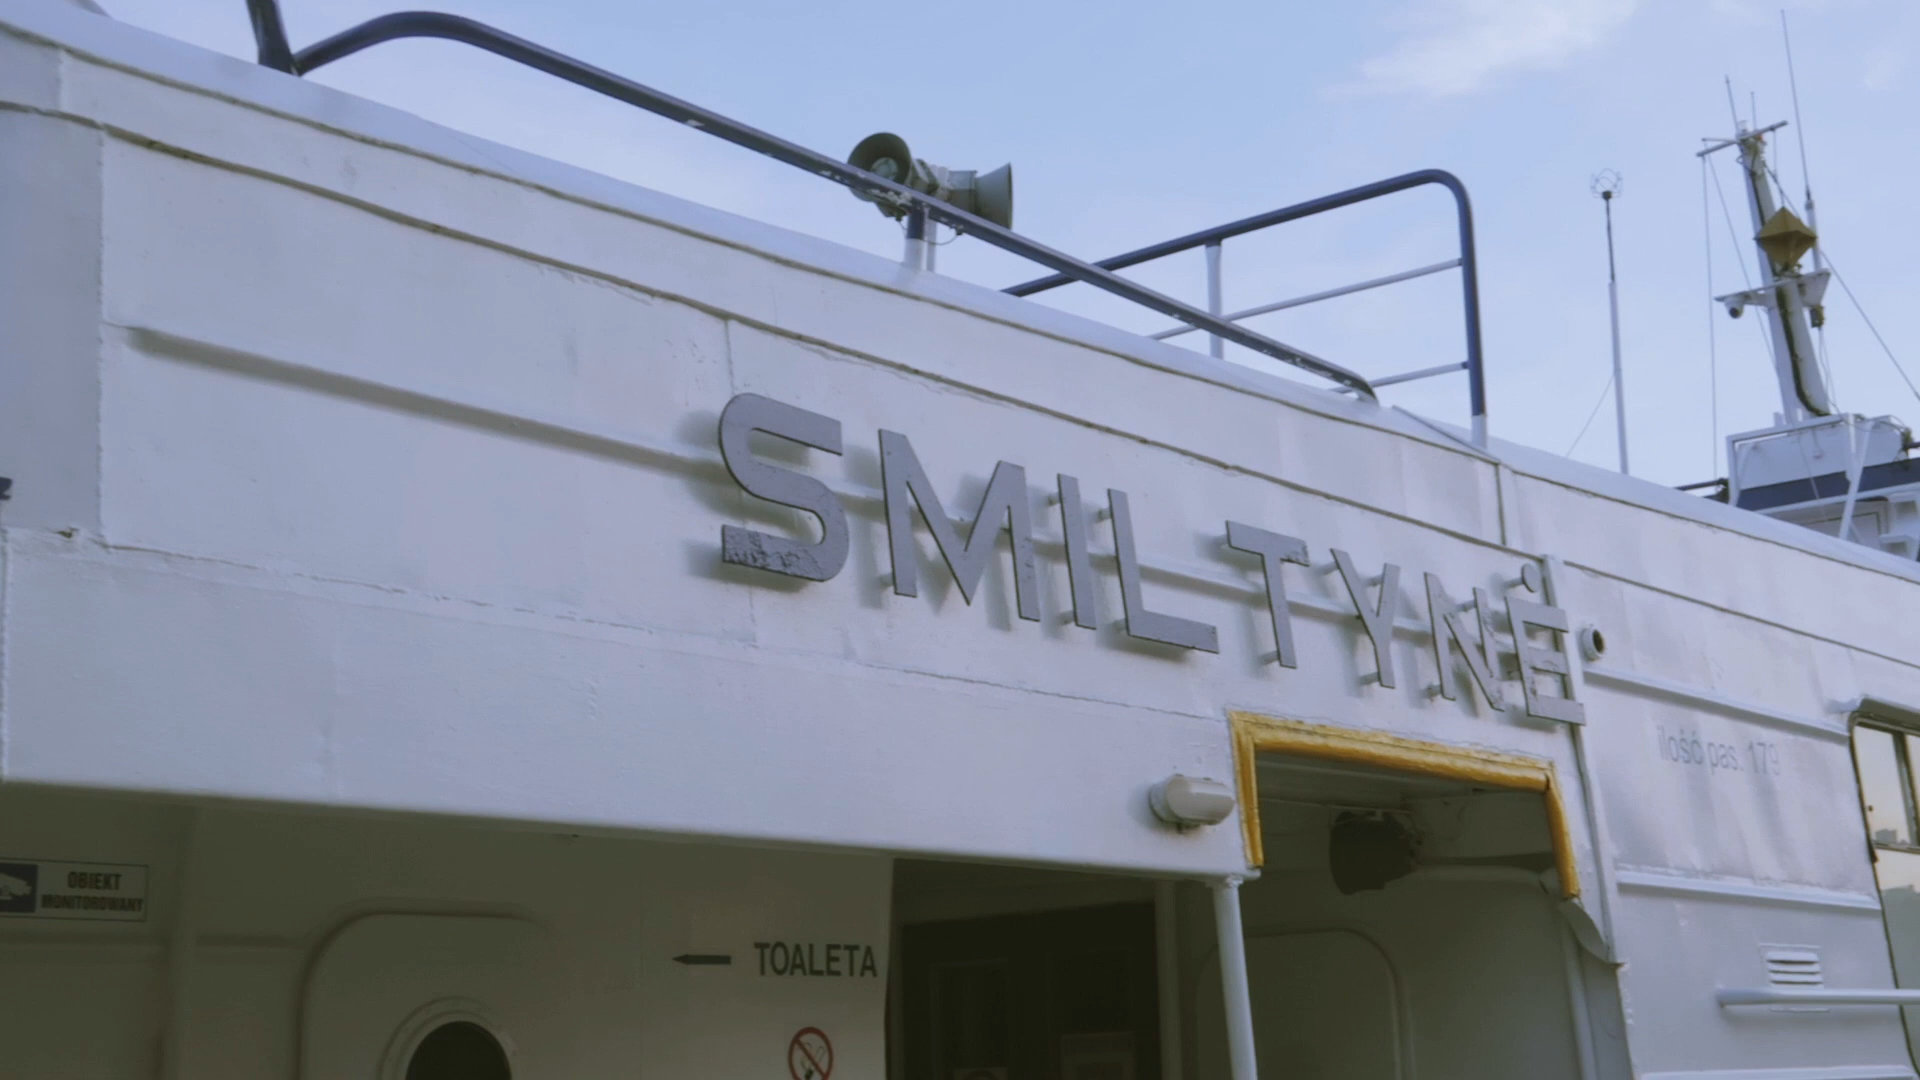 SMILTYNĖ
ilość pas. 179
OBIEKT
MONITOROWANY
TOALETA